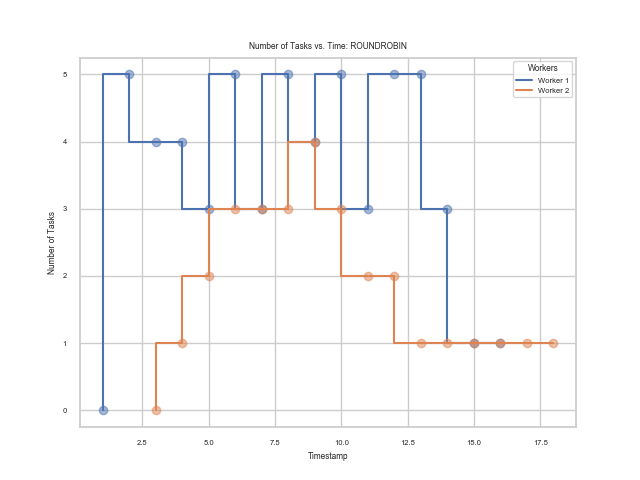 Number of Tasks vs. Time: ROUNDROBIN
Workers
Worker 1
Worker 2
Number of Tasks
5
4
3
2
1
0
2.5 5.0 7.5 10.0 12.5 15.0 17.5
Timestamp